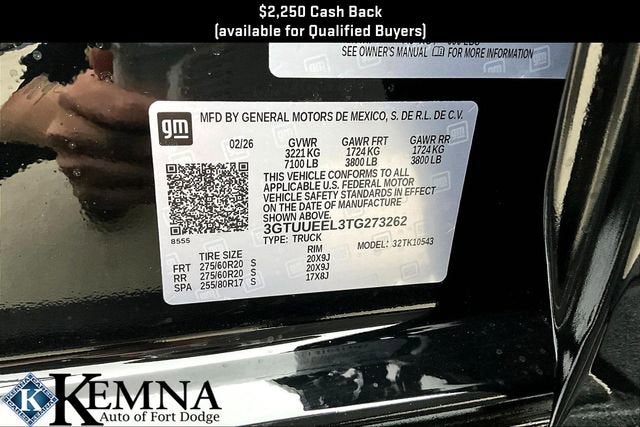 $2,250 Cash Back
(available for Qualified Buyers)
SEE OWNER'S MANUAL FOR MORE INFORMATION
gm
MFD BY GENERAL MOTORS DE MEXICO, S. DE R.L. DE C.V.
02/26 GVWR GAWR FRT GAWR RR
3221 KG 1724 KG 1724 KG
7100 LB 3800 LB 3800 LB
THIS VEHICLE CONFORMS TO ALL
APPLICABLE U.S. FEDERAL MOTOR
VEHICLE SAFETY STANDARDS IN EFFECT
ON THE DATE OF MANUFACTURE
SHOWN ABOVE.
3GTUUEEL3TG273262
8555 TYPE: TRUCK MODEL: 32TK10543
TIRE SIZE RIM
FRT 275/60R20 S 20X9J
RR 275/60R20 S 20X9J
SPA 255/80R17 S 17X8J
K KEMNA
Auto of Fort Dodge